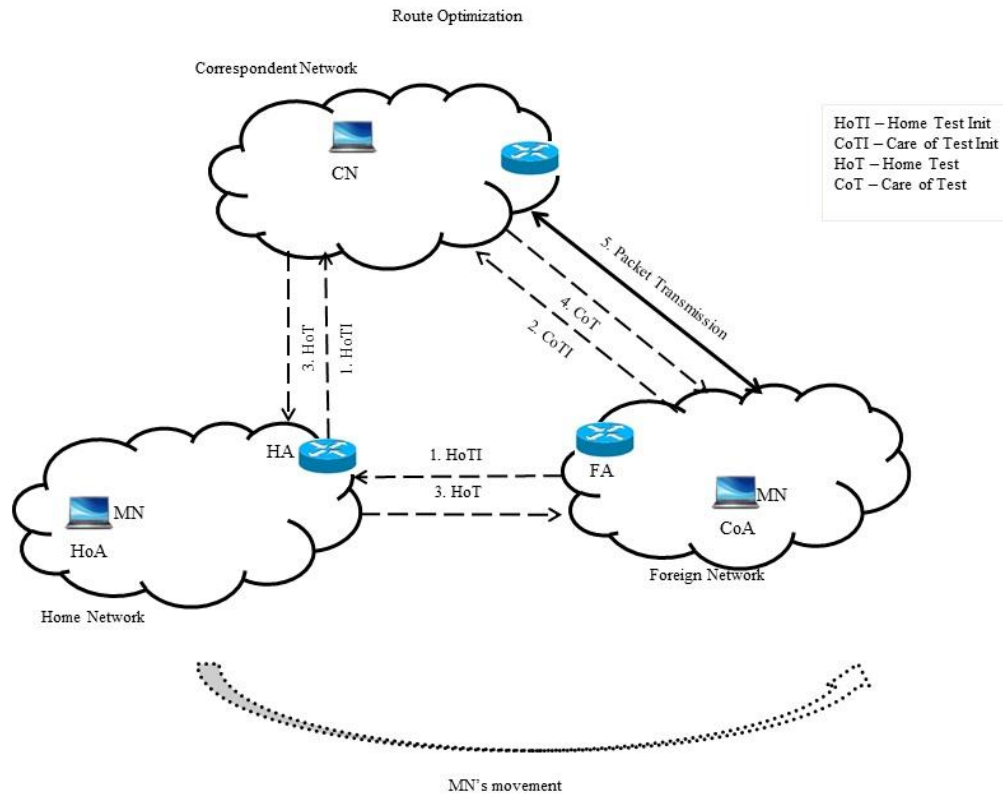 Route Optimization
Correspondent Network
HoTI – Home Test Init
CoTI – Care of Test Init
HoT – Home Test
CoT – Care of Test
CN
5. Packet Transmission
4. CoT
2. CoTI
3. HoT
1. HoTI
HA
1. HoTI
3. HoT
FA
MN
HoA
MN
CoA
Foreign Network
Home Network
MN's movement